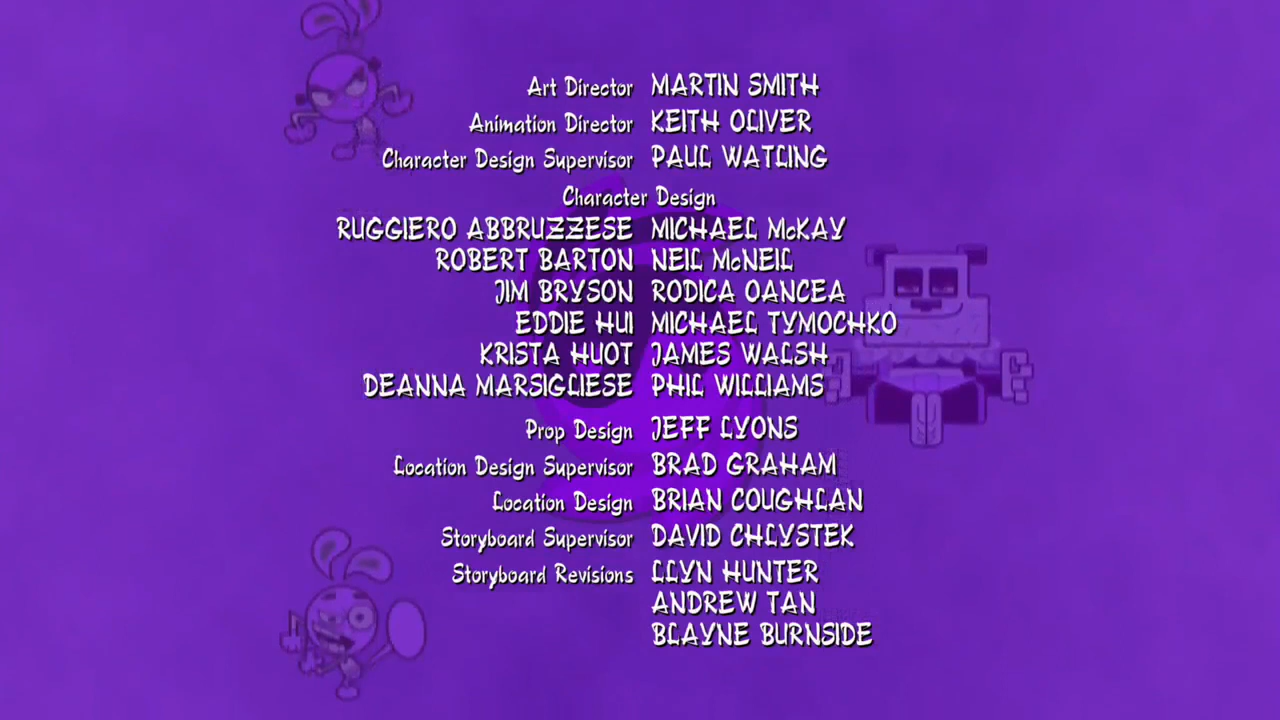 Art Director MARTIN SMITH
Animation Director KEITH OLIVER
Character Design Supervisor PAUL WATLING
Character Design
RUGGIERO ABBRUZZESE MICHAEL McKAY
ROBERT BARTON NEIL McNEIL
JIM BRYSON RODICA OANCEA
EDDIE HUI MICHAEL TYMOCHKO
KRISTA HUOT JAMES WALSH
DEANNA MARSIGLIESE PHIL WILLIAMS
Prop Design JEFF LYONS
Location Design Supervisor BRAD GRAHAM
Location Design BRIAN COUGHLAN
Storyboard Supervisor DAVID CHLYSTEK
Storyboard Revisions LLYN HUNTER
ANDREW TAN
BLAYNE BURNSIDE